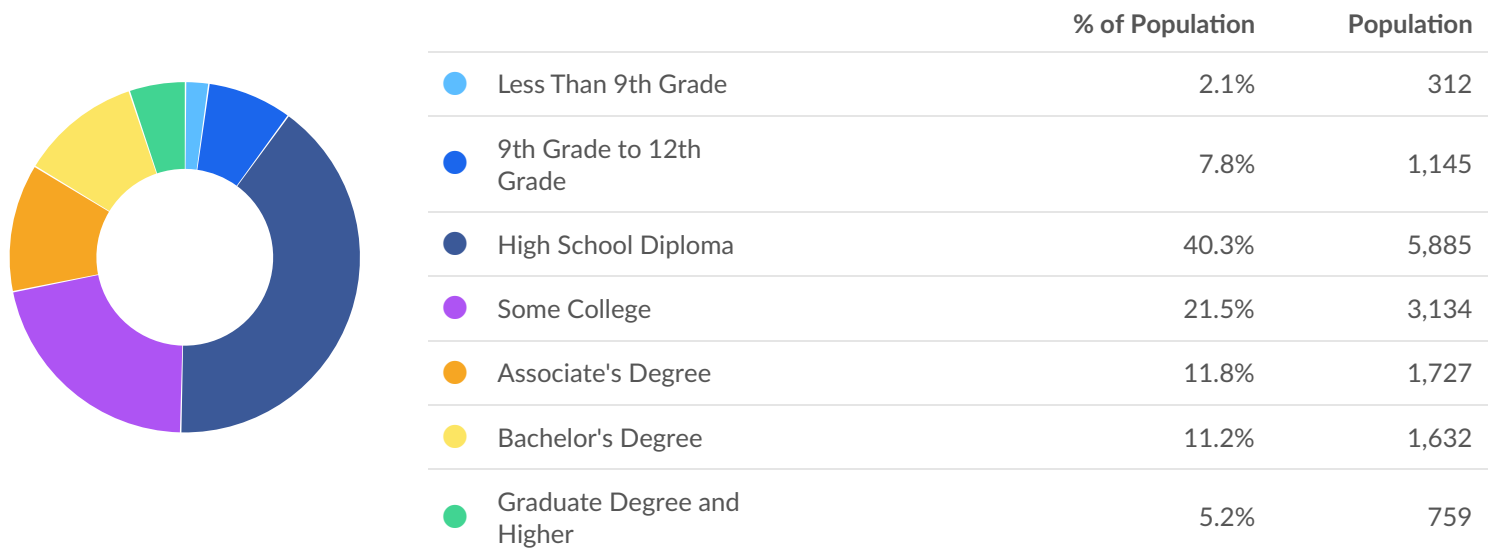 % of Population Population
Less Than 9th Grade 2.1% 312
9th Grade to 12th
Grade 7.8% 1,145
High School Diploma 40.3% 5,885
Some College 21.5% 3,134
Associate's Degree 11.8% 1,727
Bachelor's Degree 11.2% 1,632
Graduate Degree and
Higher 5.2% 759